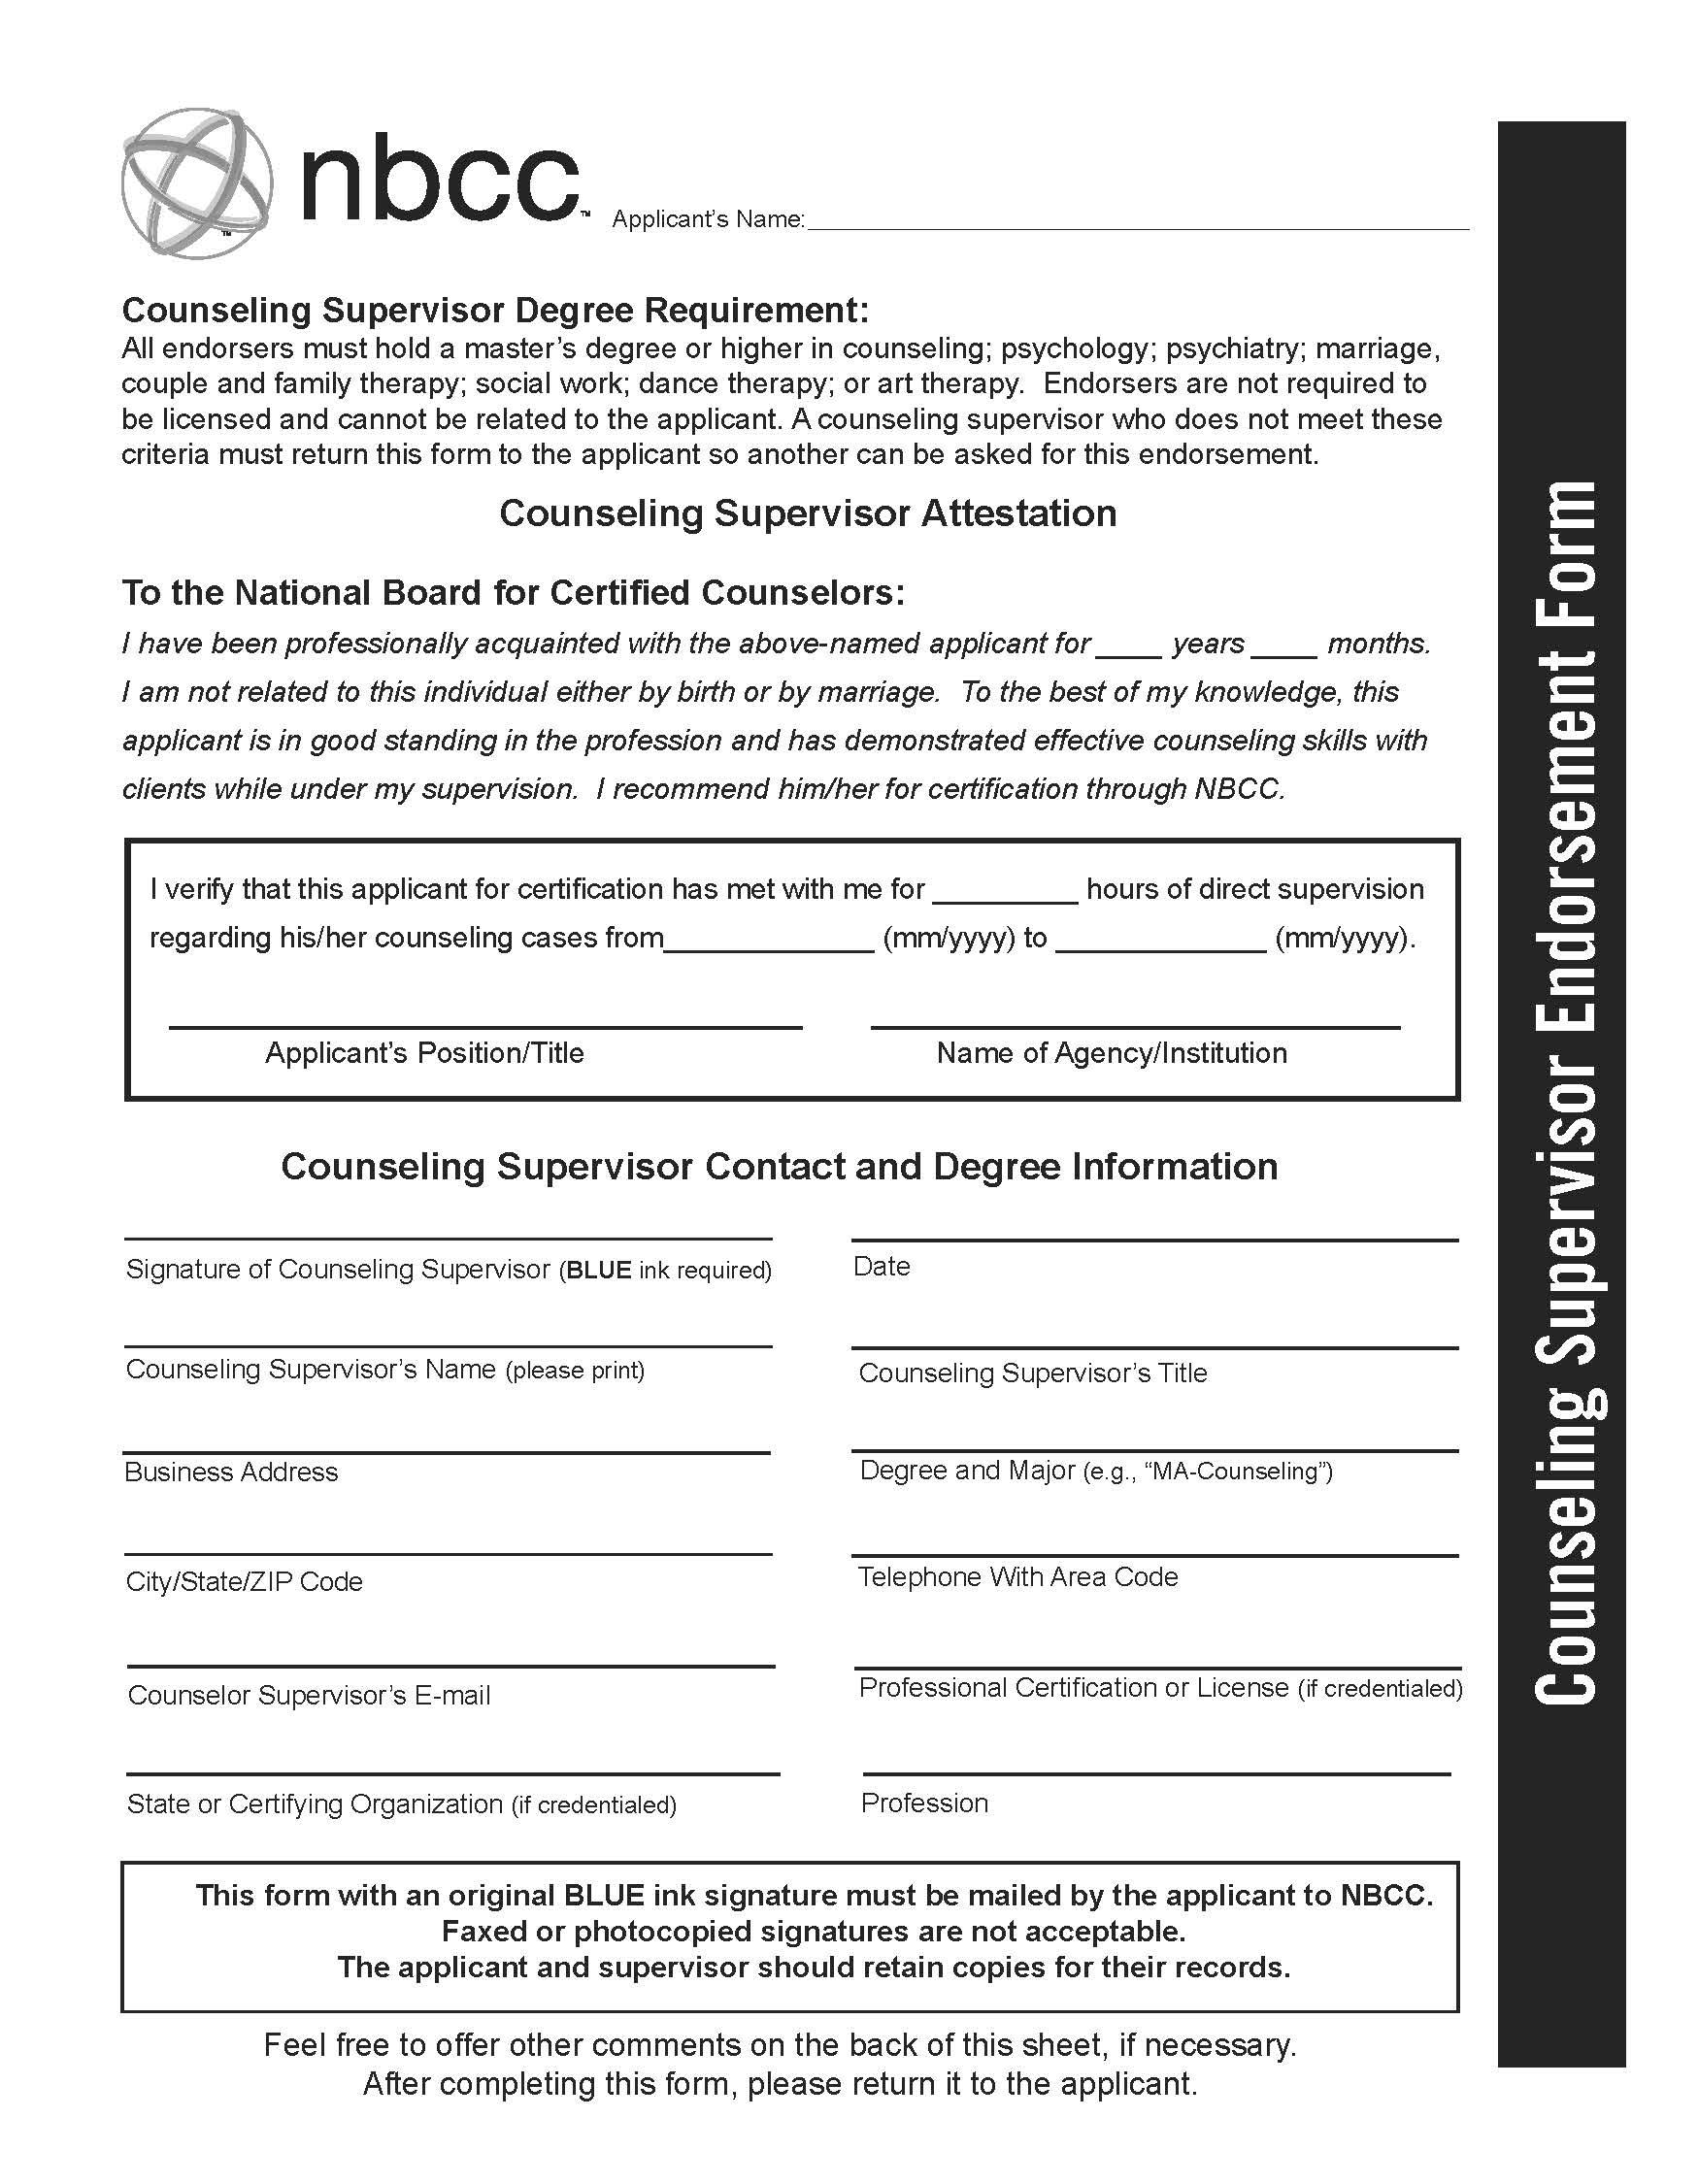 nbcc™ Applicant's Name:
Counseling Supervisor Degree Requirement:
All endorsers must hold a master's degree or higher in counseling; psychology; psychiatry; marriage,
couple and family therapy; social work; dance therapy; or art therapy.  Endorsers are not required to
be licensed and cannot be related to the applicant. A counseling supervisor who does not meet these
criteria must return this form to the applicant so another can be asked for this endorsement.
Counseling Supervisor Attestation
To the National Board for Certified Counselors:
I have been professionally acquainted with the above-named applicant for ____ years ____ months.
I am not related to this individual either by birth or by marriage.  To the best of my knowledge, this
applicant is in good standing in the profession and has demonstrated effective counseling skills with
clients while under my supervision.  I recommend him/her for certification through NBCC.
I verify that this applicant for certification has met with me for _________ hours of direct supervision
regarding his/her counseling cases from_____________ (mm/yyyy) to _____________ (mm/yyyy).
Applicant's Position/Title Name of Agency/Institution
Counseling Supervisor Contact and Degree Information
Signature of Counseling Supervisor (BLUE ink required) Date
Counseling Supervisor's Name (please print) Counseling Supervisor's Title
Business Address Degree and Major (e.g., “MA-Counseling”)
City/State/ZIP Code Telephone With Area Code
Counselor Supervisor's E-mail Professional Certification or License (if credentialed)
State or Certifying Organization (if credentialed) Profession
This form with an original BLUE ink signature must be mailed by the applicant to NBCC.
Faxed or photocopied signatures are not acceptable.
The applicant and supervisor should retain copies for their records.
Feel free to offer other comments on the back of this sheet, if necessary.
After completing this form, please return it to the applicant.
Counseling Supervisor Endorsement Form